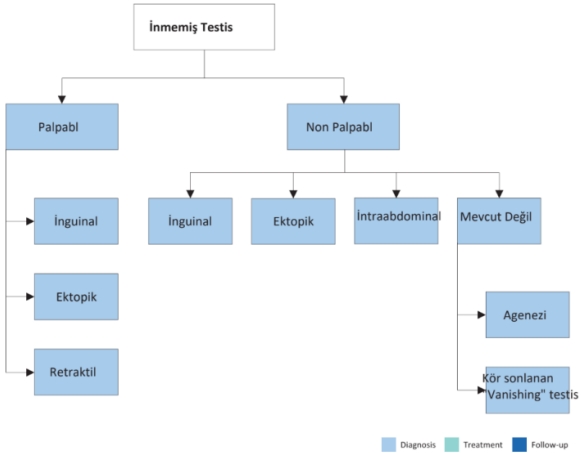 İnmemiş Testis
Palpabl
Non Palpabl
İnguinal
İnguinal
Ektopik
İntraabdominal
Mevcut Değil
Ektopik
Agenezi
Retraktil
Kör sonlanan
"Vanishing" testis
Diagnosis
Treatment
Follow-up